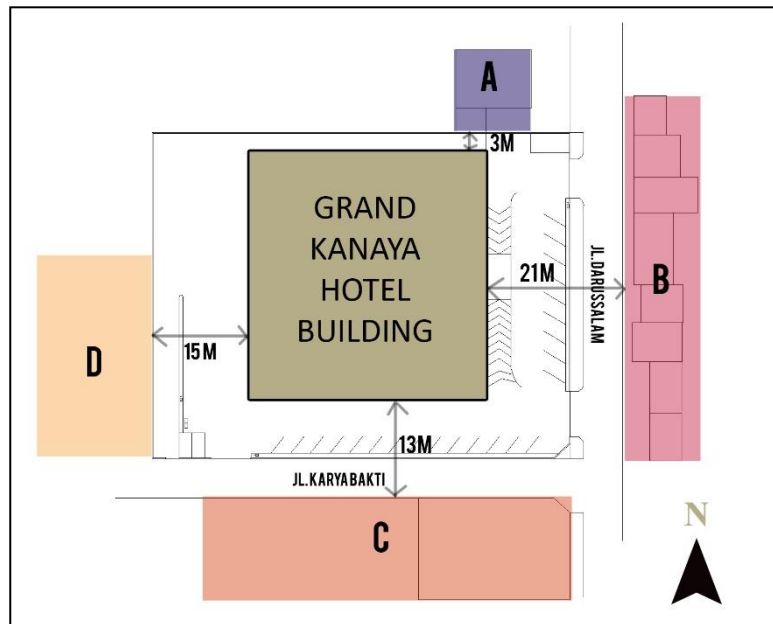 A
3M
GRAND
KANAYA
HOTEL
BUILDING
21M
JL.DARUSSALAM
B
D
15M
13M
JL.KARYABAKTI
C
N